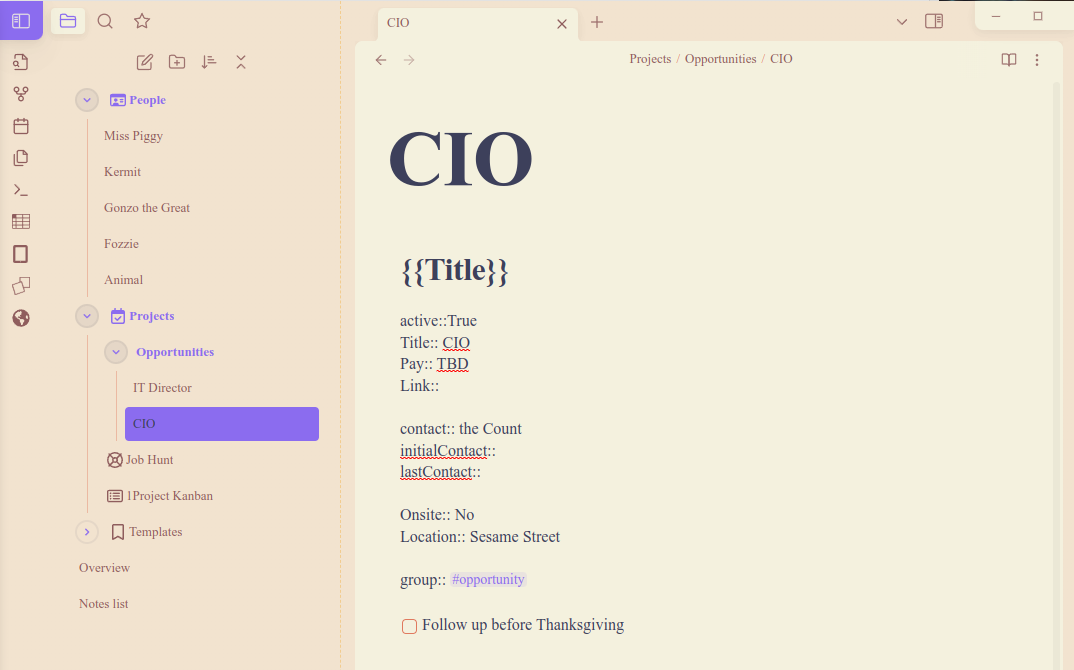 CIO
People
Miss Piggy
Kermit
Gonzo the Great
Fozzie
Animal
Projects
Opportunities
IT Director
CIO
Job Hunt
1Project Kanban
Templates
Overview
Notes list
Projects / Opportunities / CIO
CIO
{{Title}}
active::True
Title:: CIO
Pay:: TBD
Link::
contact:: the Count
initialContact::
lastContact::
Onsite:: No
Location:: Sesame Street
group:: #opportunity
Follow up before Thanksgiving